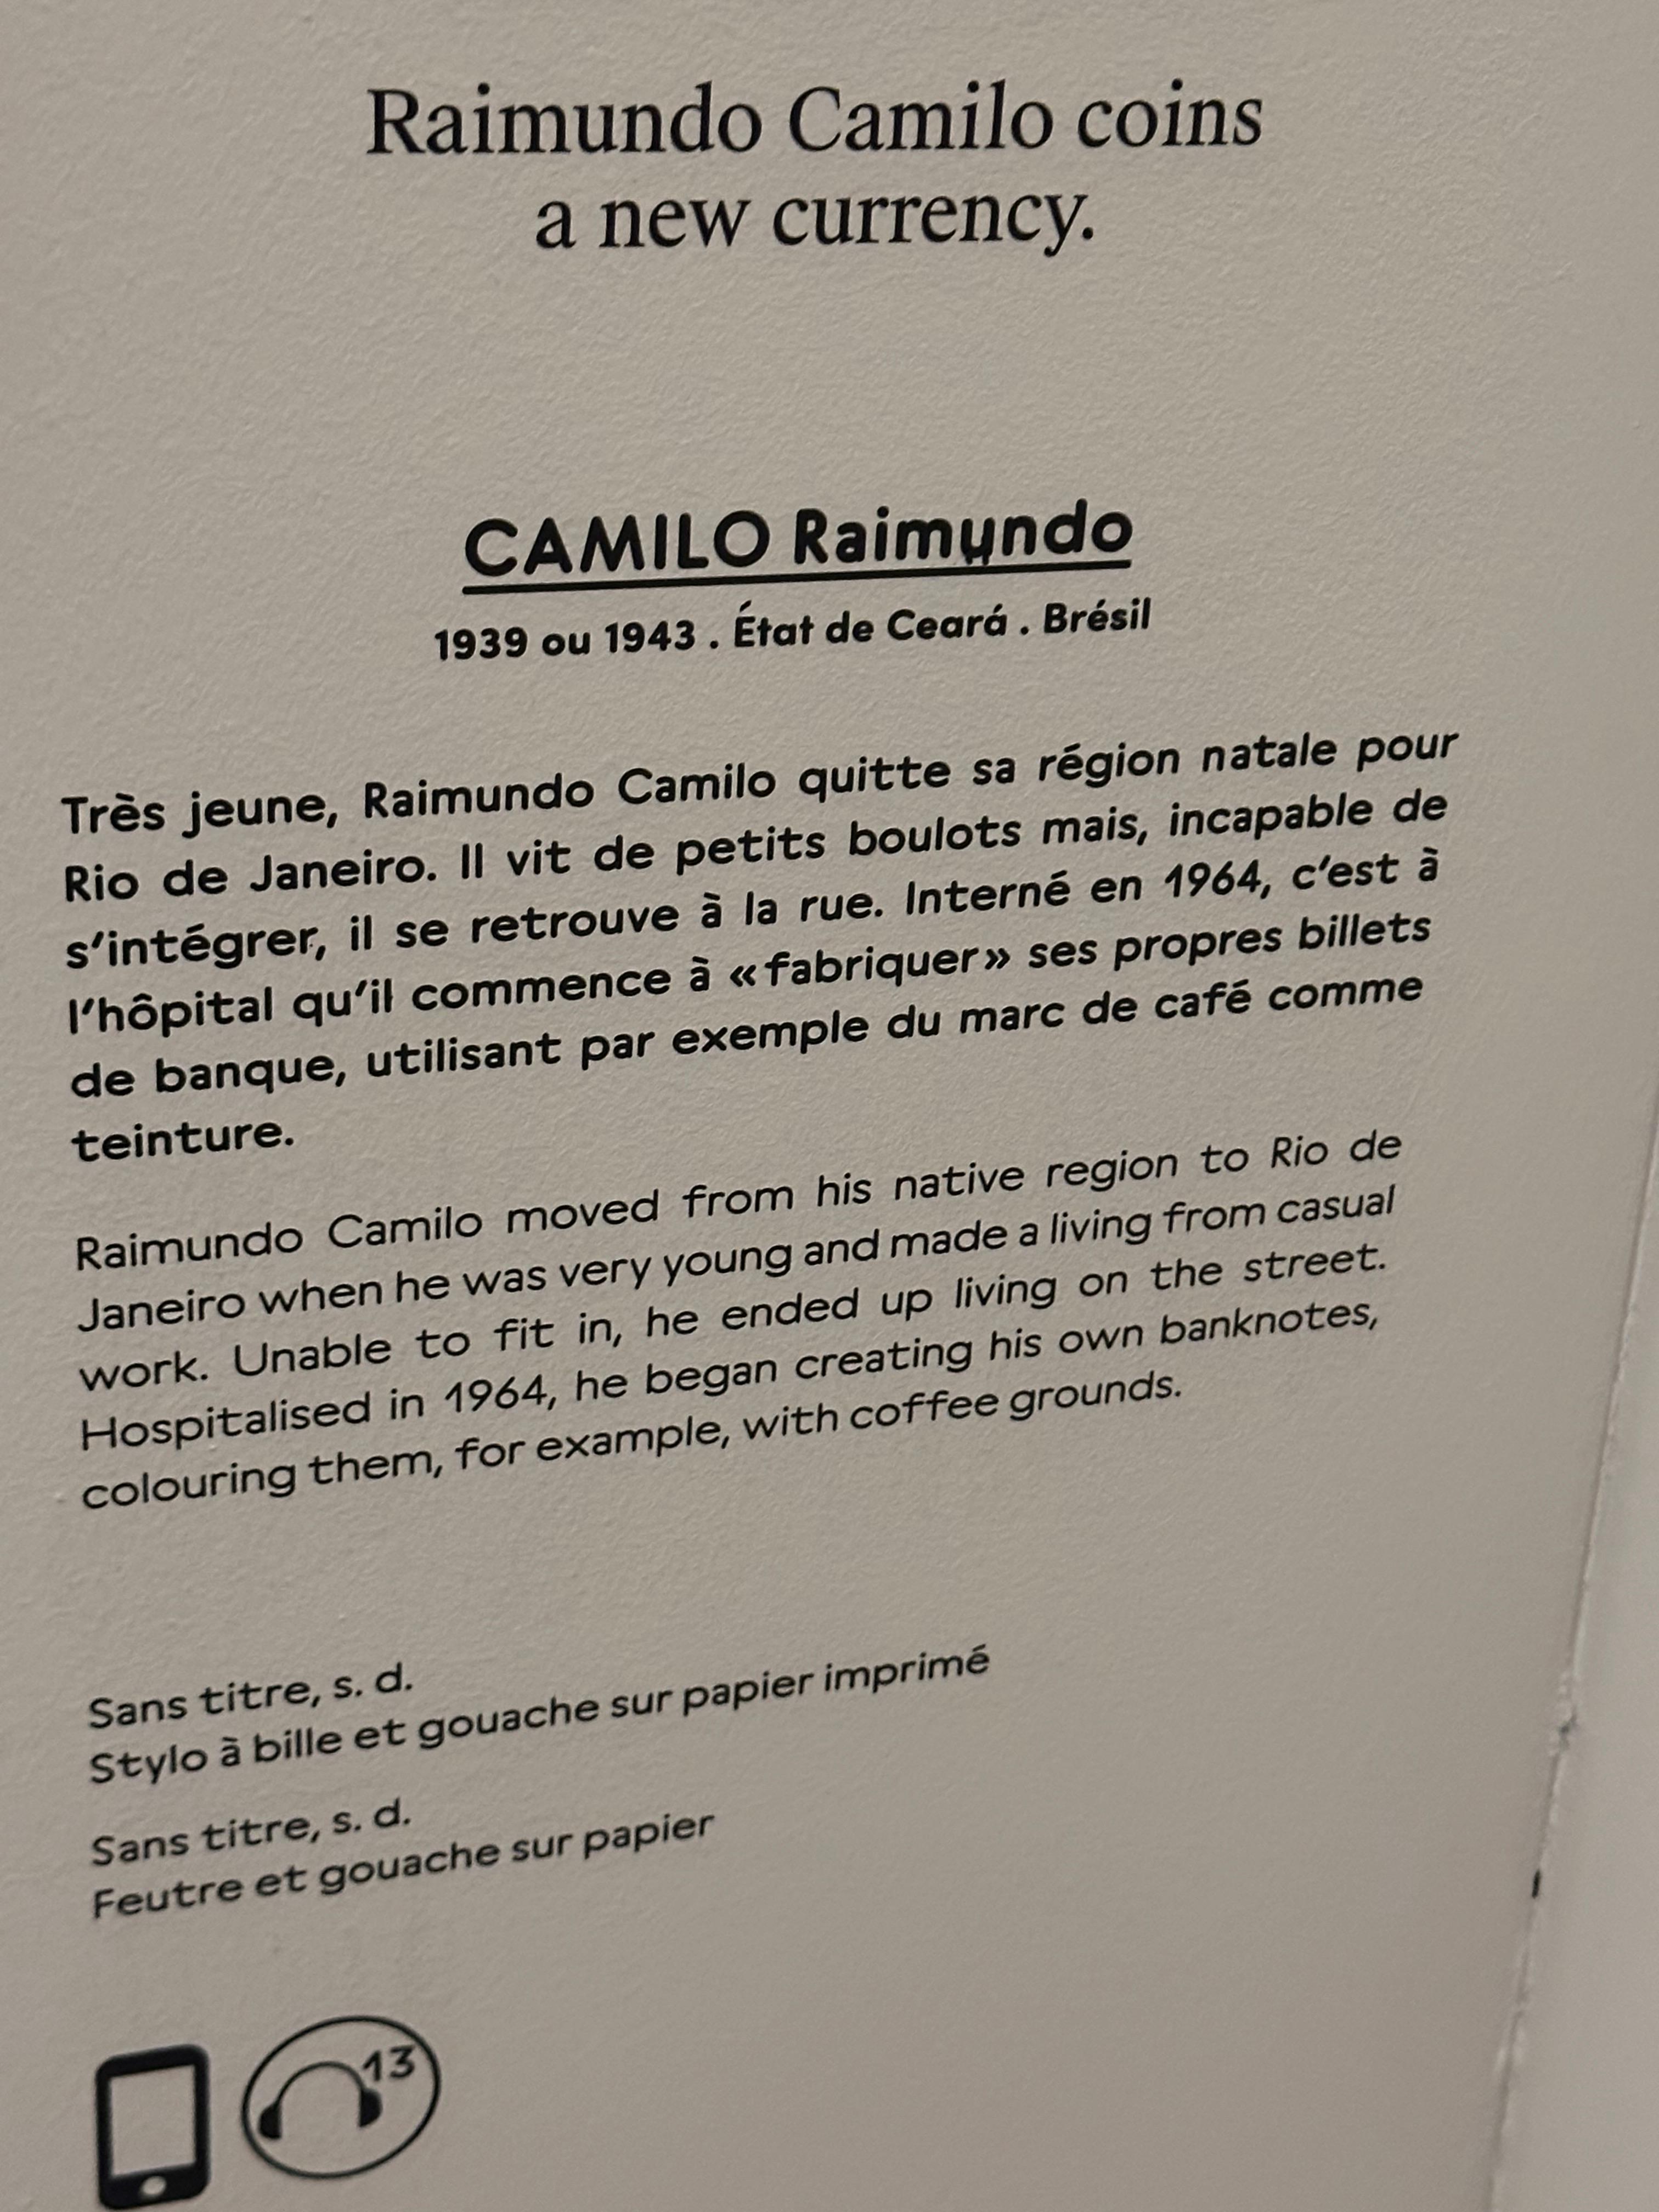 Raimundo Camilo coins
a new currency.
CAMILO Raimundo
1939 ou 1943 . État de Ceará . Brésil
Très jeune, Raimundo Camilo quitte sa région natale pour
Rio de Janeiro. Il vit de petits boulots mais, incapable de
s'intégrer, il se retrouve à la rue. Interné en 1964, c'est à
l'hôpital qu'il commence à «fabriquer» ses propres billets
de banque, utilisant par exemple du marc de café comme
teinture.
Raimundo Camilo moved from his native region to Rio de
Janeiro when he was very young and made a living from casual
work. Unable to fit in, he ended up living on the street.
Hospitalised in 1964, he began creating his own banknotes,
colouring them, for example, with coffee grounds.
Sans titre, s. d.
Stylo à bille et gouache sur papier imprimé
Sans titre, s. d.
Feutre et gouache sur papier
13